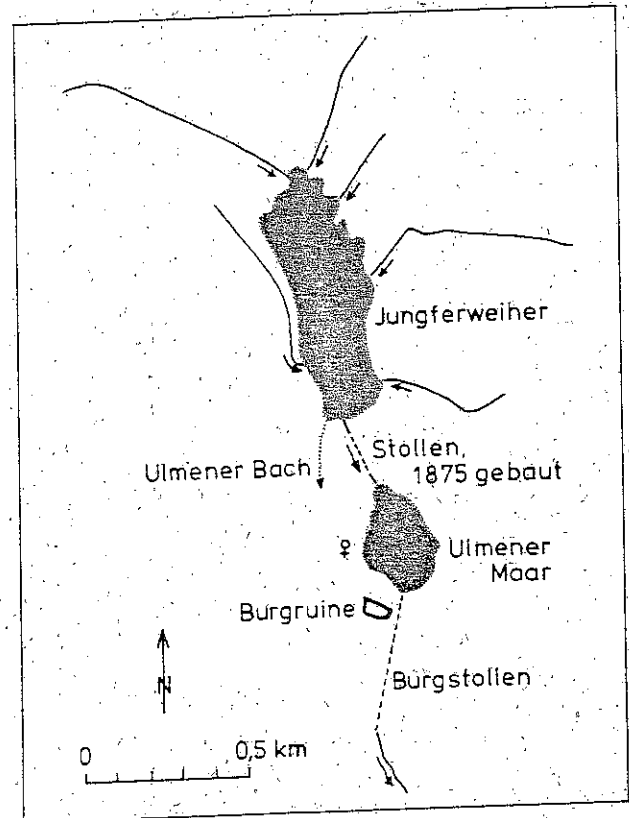 Jungferweiher
Stollen,
1875 gebaut
Ulmener Bach
Ulmener
Maar
Burgruine
Burgstollen
N
0
0,5 km